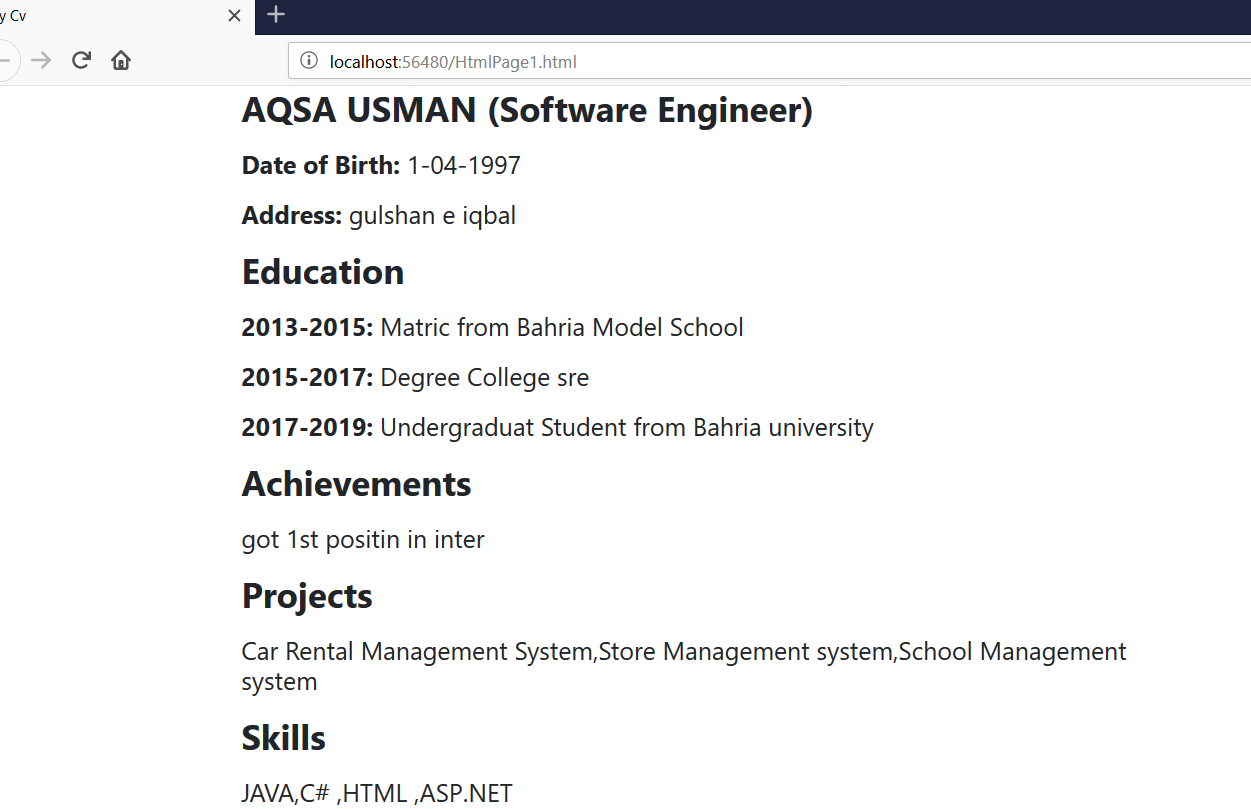 y Cv
localhost:56480/HtmlPage1.html
AQSA USMAN (Software Engineer)
Date of Birth: 1-04-1997
Address: gulshan e iqbal
Education
2013-2015: Matric from Bahria Model School
2015-2017: Degree College sre
2017-2019: Undergraduat Student from Bahria university
Achievements
got 1st positin in inter
Projects
Car Rental Management System,Store Management system,School Management
system
Skills
JAVA,C# ,HTML ,ASP.NET